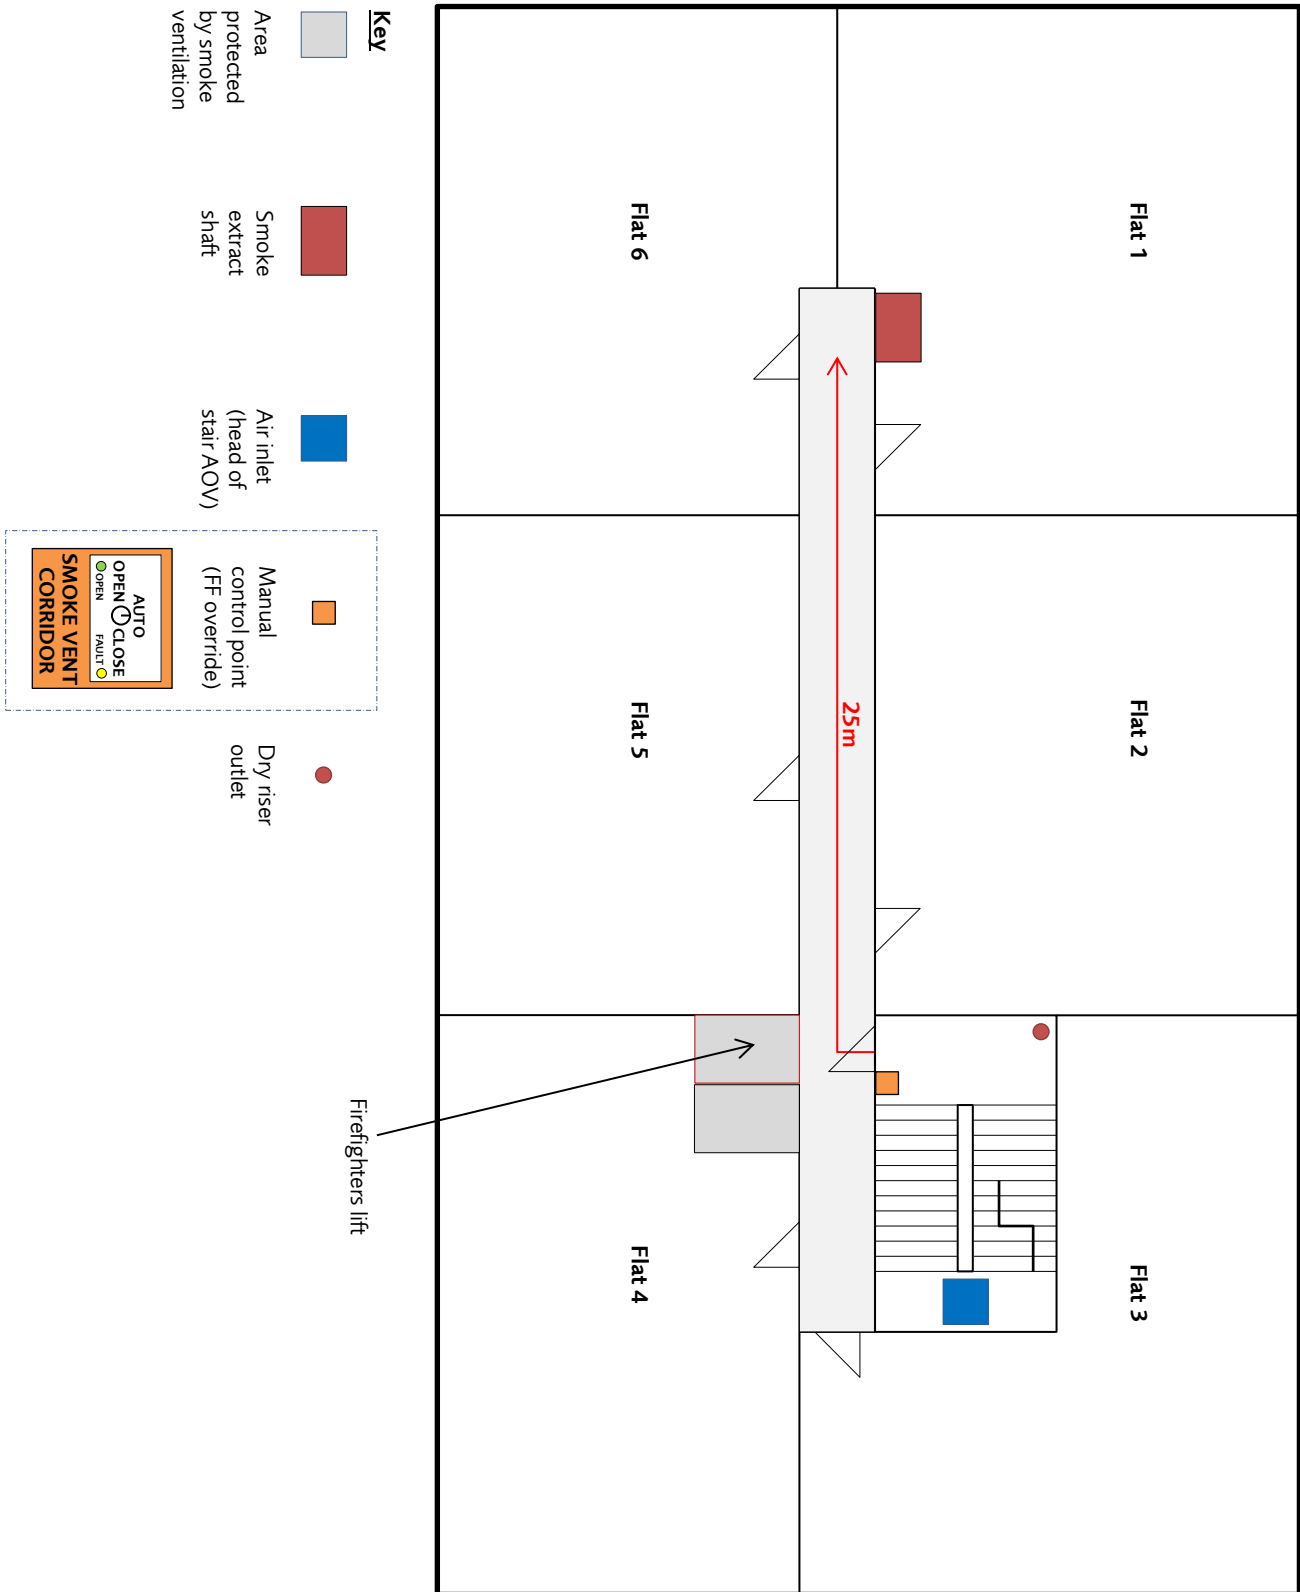 Flat 1
Flat 2
Flat 3
25m
Flat 6
Flat 5
Flat 4
Firefighters lift
Key
Area
protected
by smoke
ventilation
Smoke
extract
shaft
Air inlet
(head of
stair AOV)
Manual
control point
(FF override)
AUTO
OPEN CLOSE
OPEN FAULT
SMOKE VENT
CORRIDOR
Dry riser
outlet